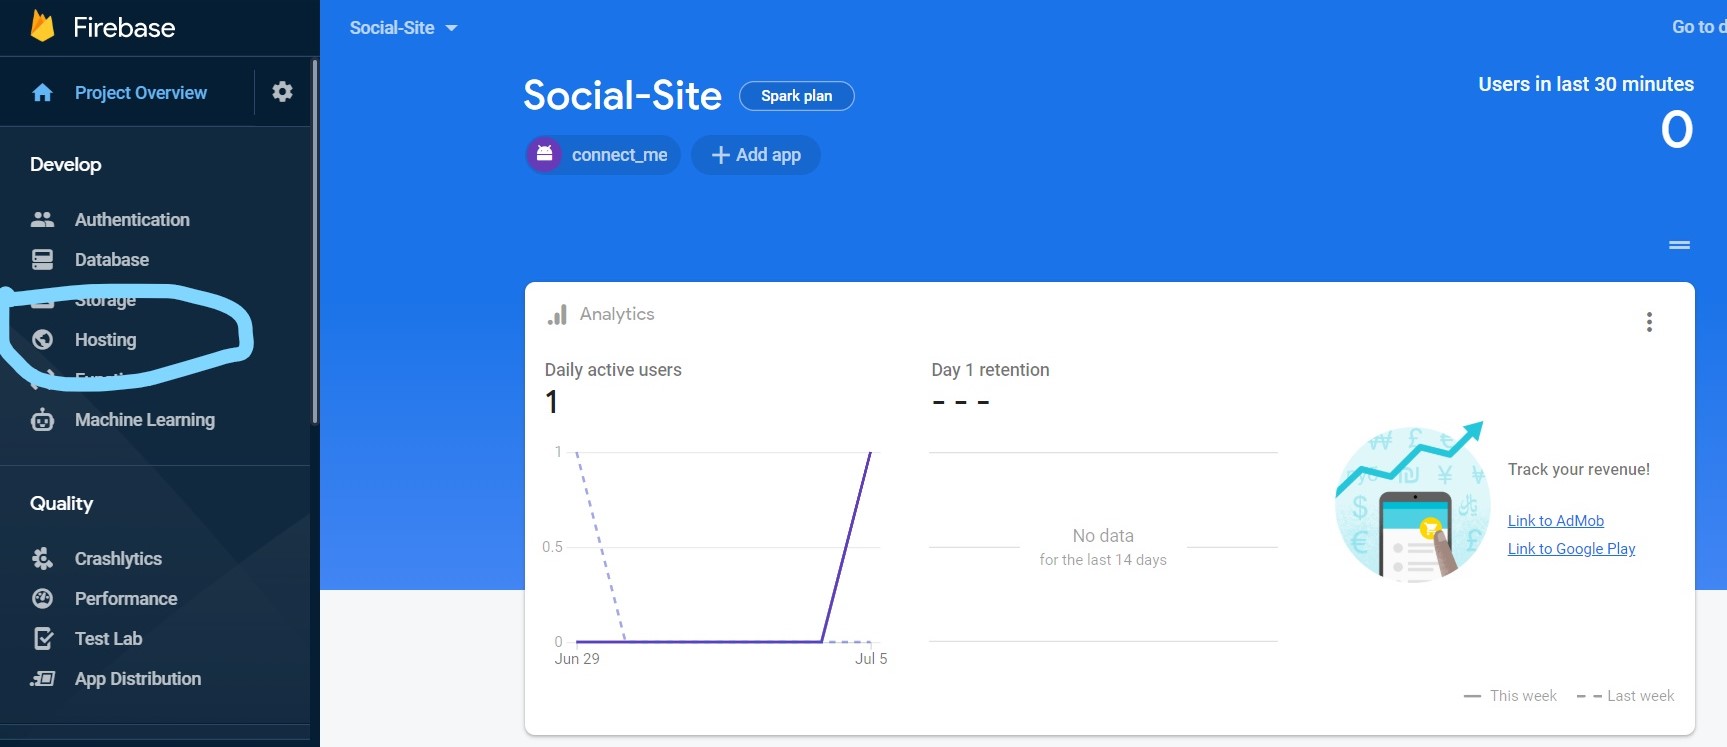 Firebase
Project Overview
Develop
Authentication
Database
Storage
Hosting
Machine Learning
Quality
Crashlytics
Performance
Test Lab
App Distribution
Social-Site
Go to d
Social-Site
Spark plan
connect_me
+ Add app
Users in last 30 minutes
0
Analytics
Daily active users
1
1
0.5
0
Jun 29
Jul 5
Day 1 retention
- - -
No data
for the last 14 days
Track your revenue!
Link to AdMob
Link to Google Play
This week
Last week